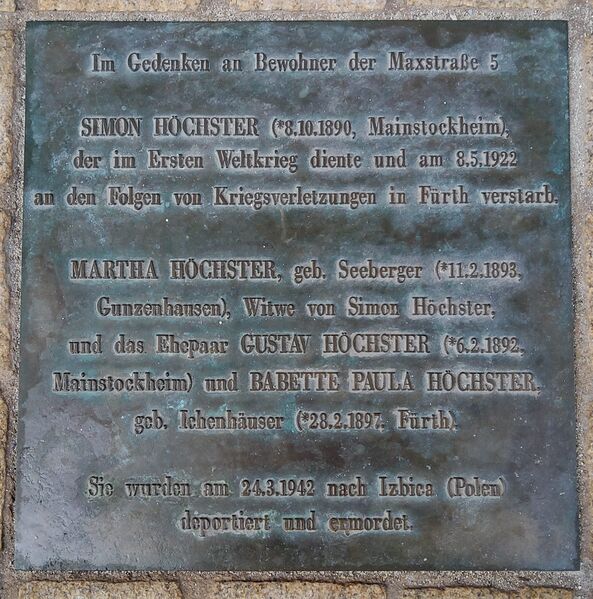 Im Gedenken an Bewohner der Maxstraße 5
SIMON HÖCHSTER (*8.10.1890, Mainstockheim),
der im Ersten Weltkrieg diente und am 8.5.1922
an den Folgen von Kriegsverletzungen in Fürth verstarb.
MARTHA HÖCHSTER, geb. Seeberger (*11.2.1893,
Gunzenhausen), Witwe von Simon Höchster,
und das Ehepaar GUSTAV HÖCHSTER (*6.2.1892,
Mainstockheim) und BABETTE PAULA HÖCHSTER,
geb. Ichenhäuser (*28.2.1897, Fürth).
Sie wurden am 24.3.1942 nach Izbica (Polen)
deportiert und ermordet.